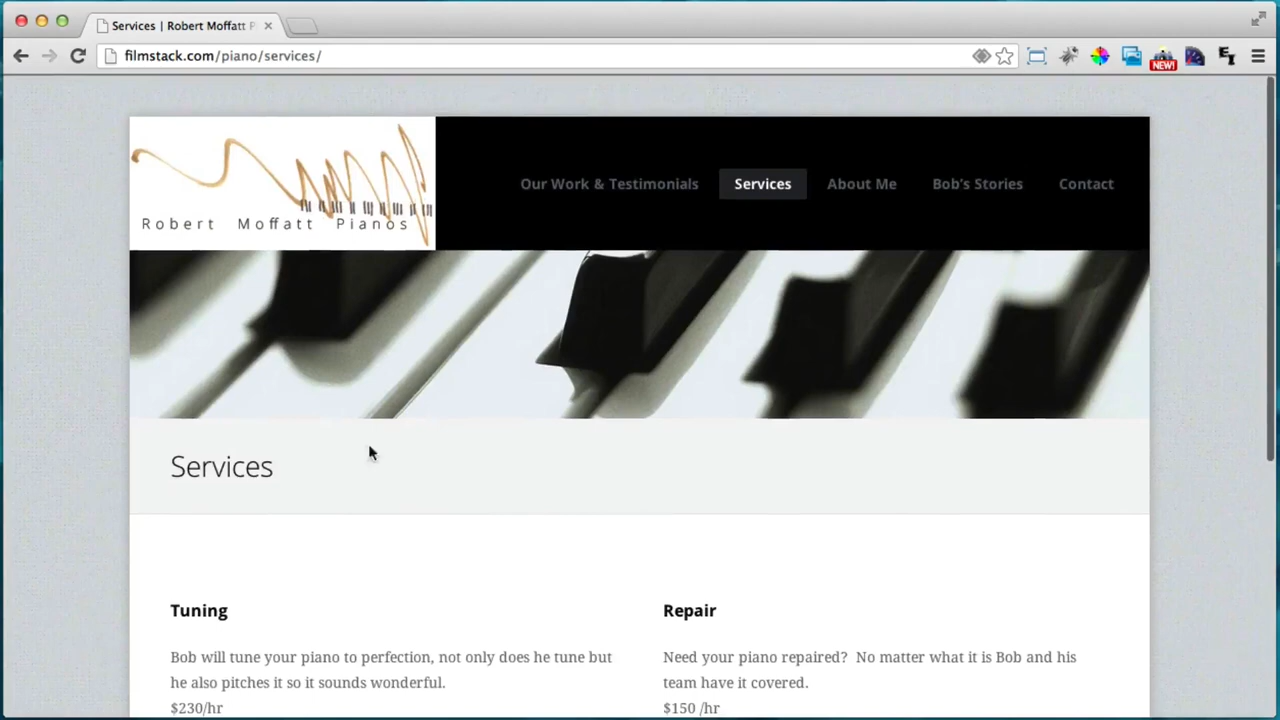 Services | Robert Moffatt P
filmstack.com/piano/services/
NEW!
Robert Moffatt Pianos
Our Work & Testimonials
Services
About Me
Bob's Stories
Contact
Services
Tuning
Bob will tune your piano to perfection, not only does he tune but
he also pitches it so it sounds wonderful.
$230/hr
Repair
Need your piano repaired?  No matter what it is Bob and his
team have it covered.
$150 /hr